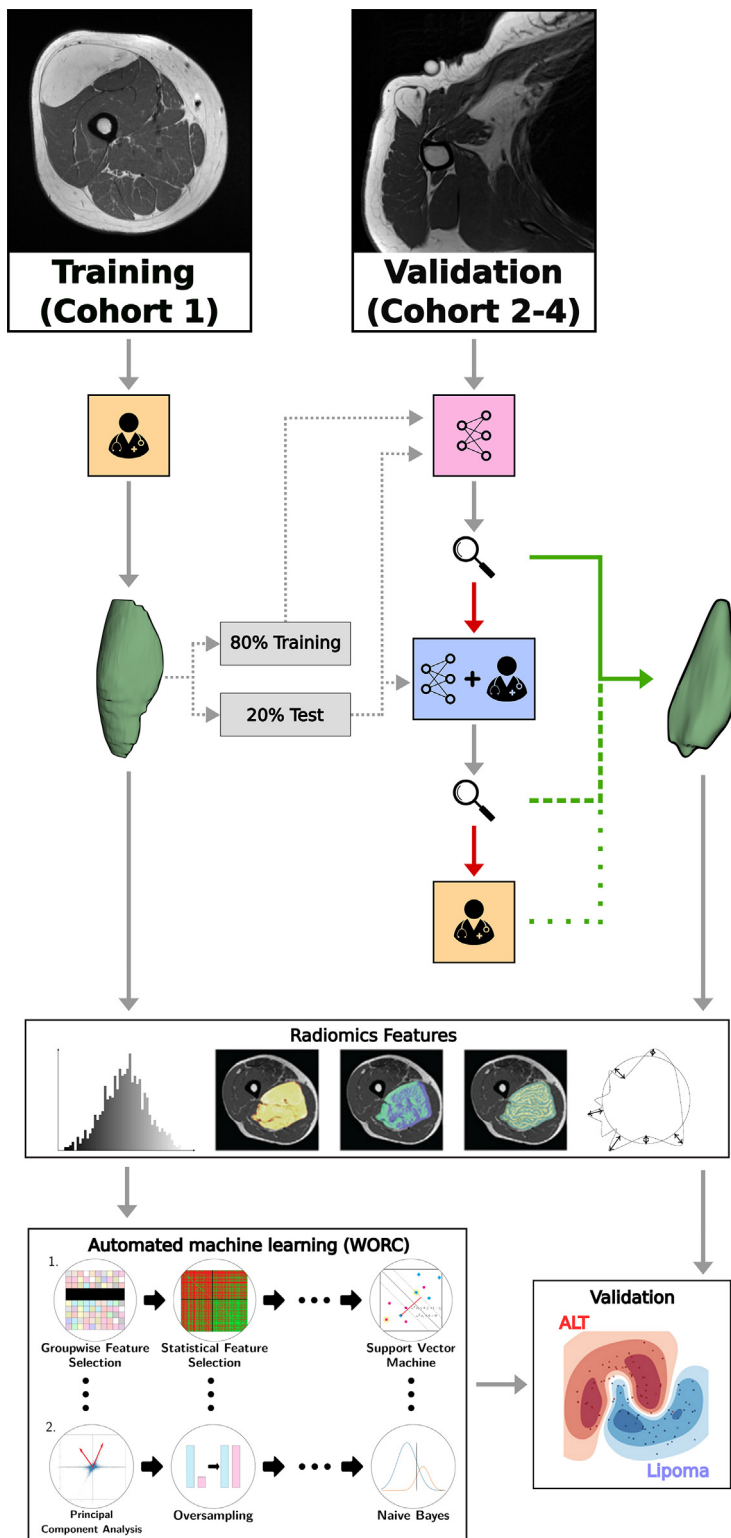 Training
(Cohort 1)
Validation
(Cohort 2-4)
80% Training
20% Test
Radiomics Features
Automated machine learning (WORC)
1.
Groupwise Feature
Selection
Statistical Feature
Selection
Support Vector
Machine
2.
Principal
Component Analysis
Oversampling
Naive Bayes
Validation
ALT
Lipoma